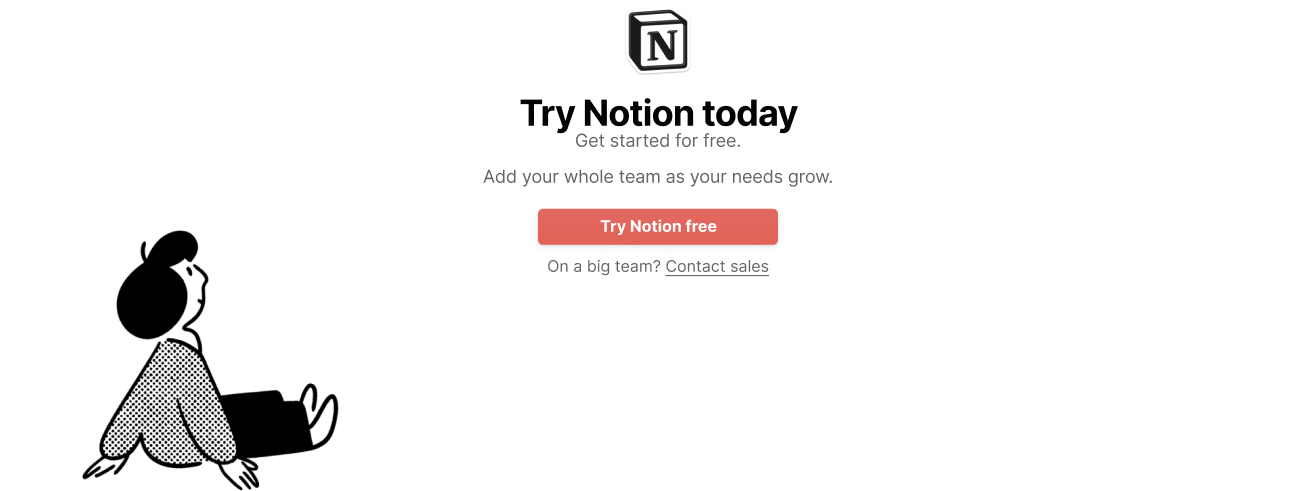 N
Try Notion today
Get started for free.
Add your whole team as your needs grow.
Try Notion free
On a big team? Contact sales